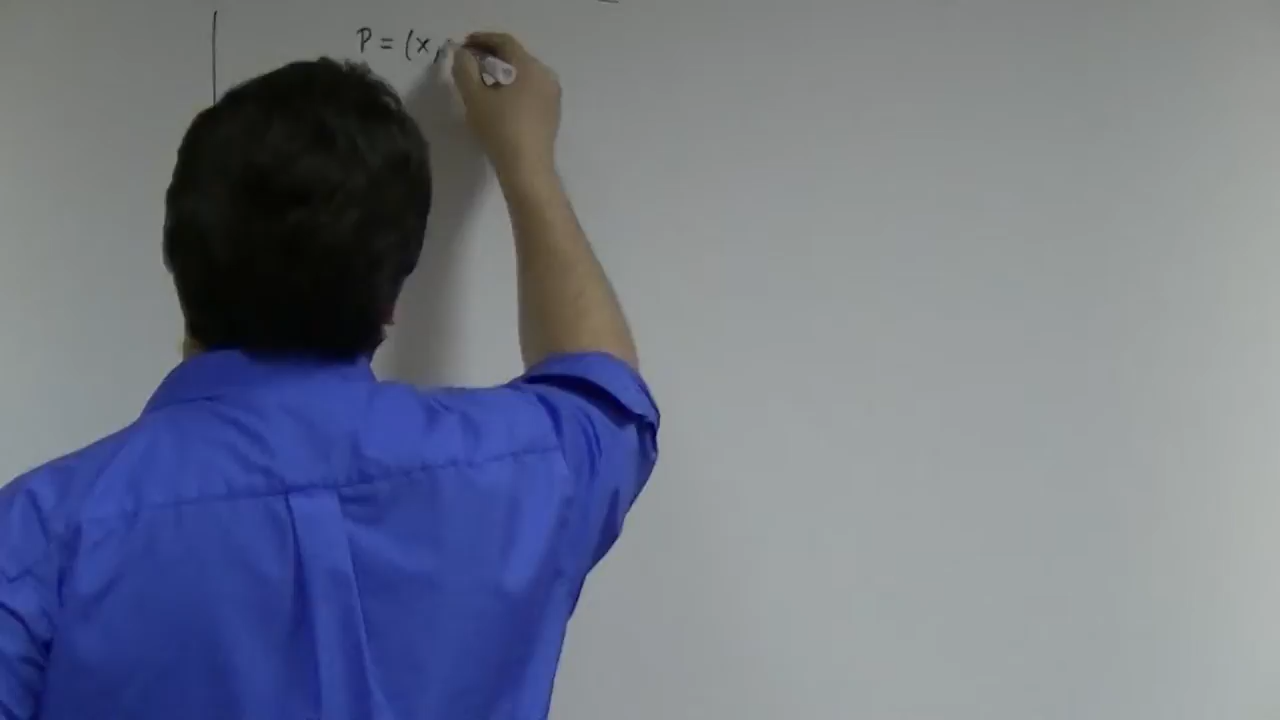 P = (x,